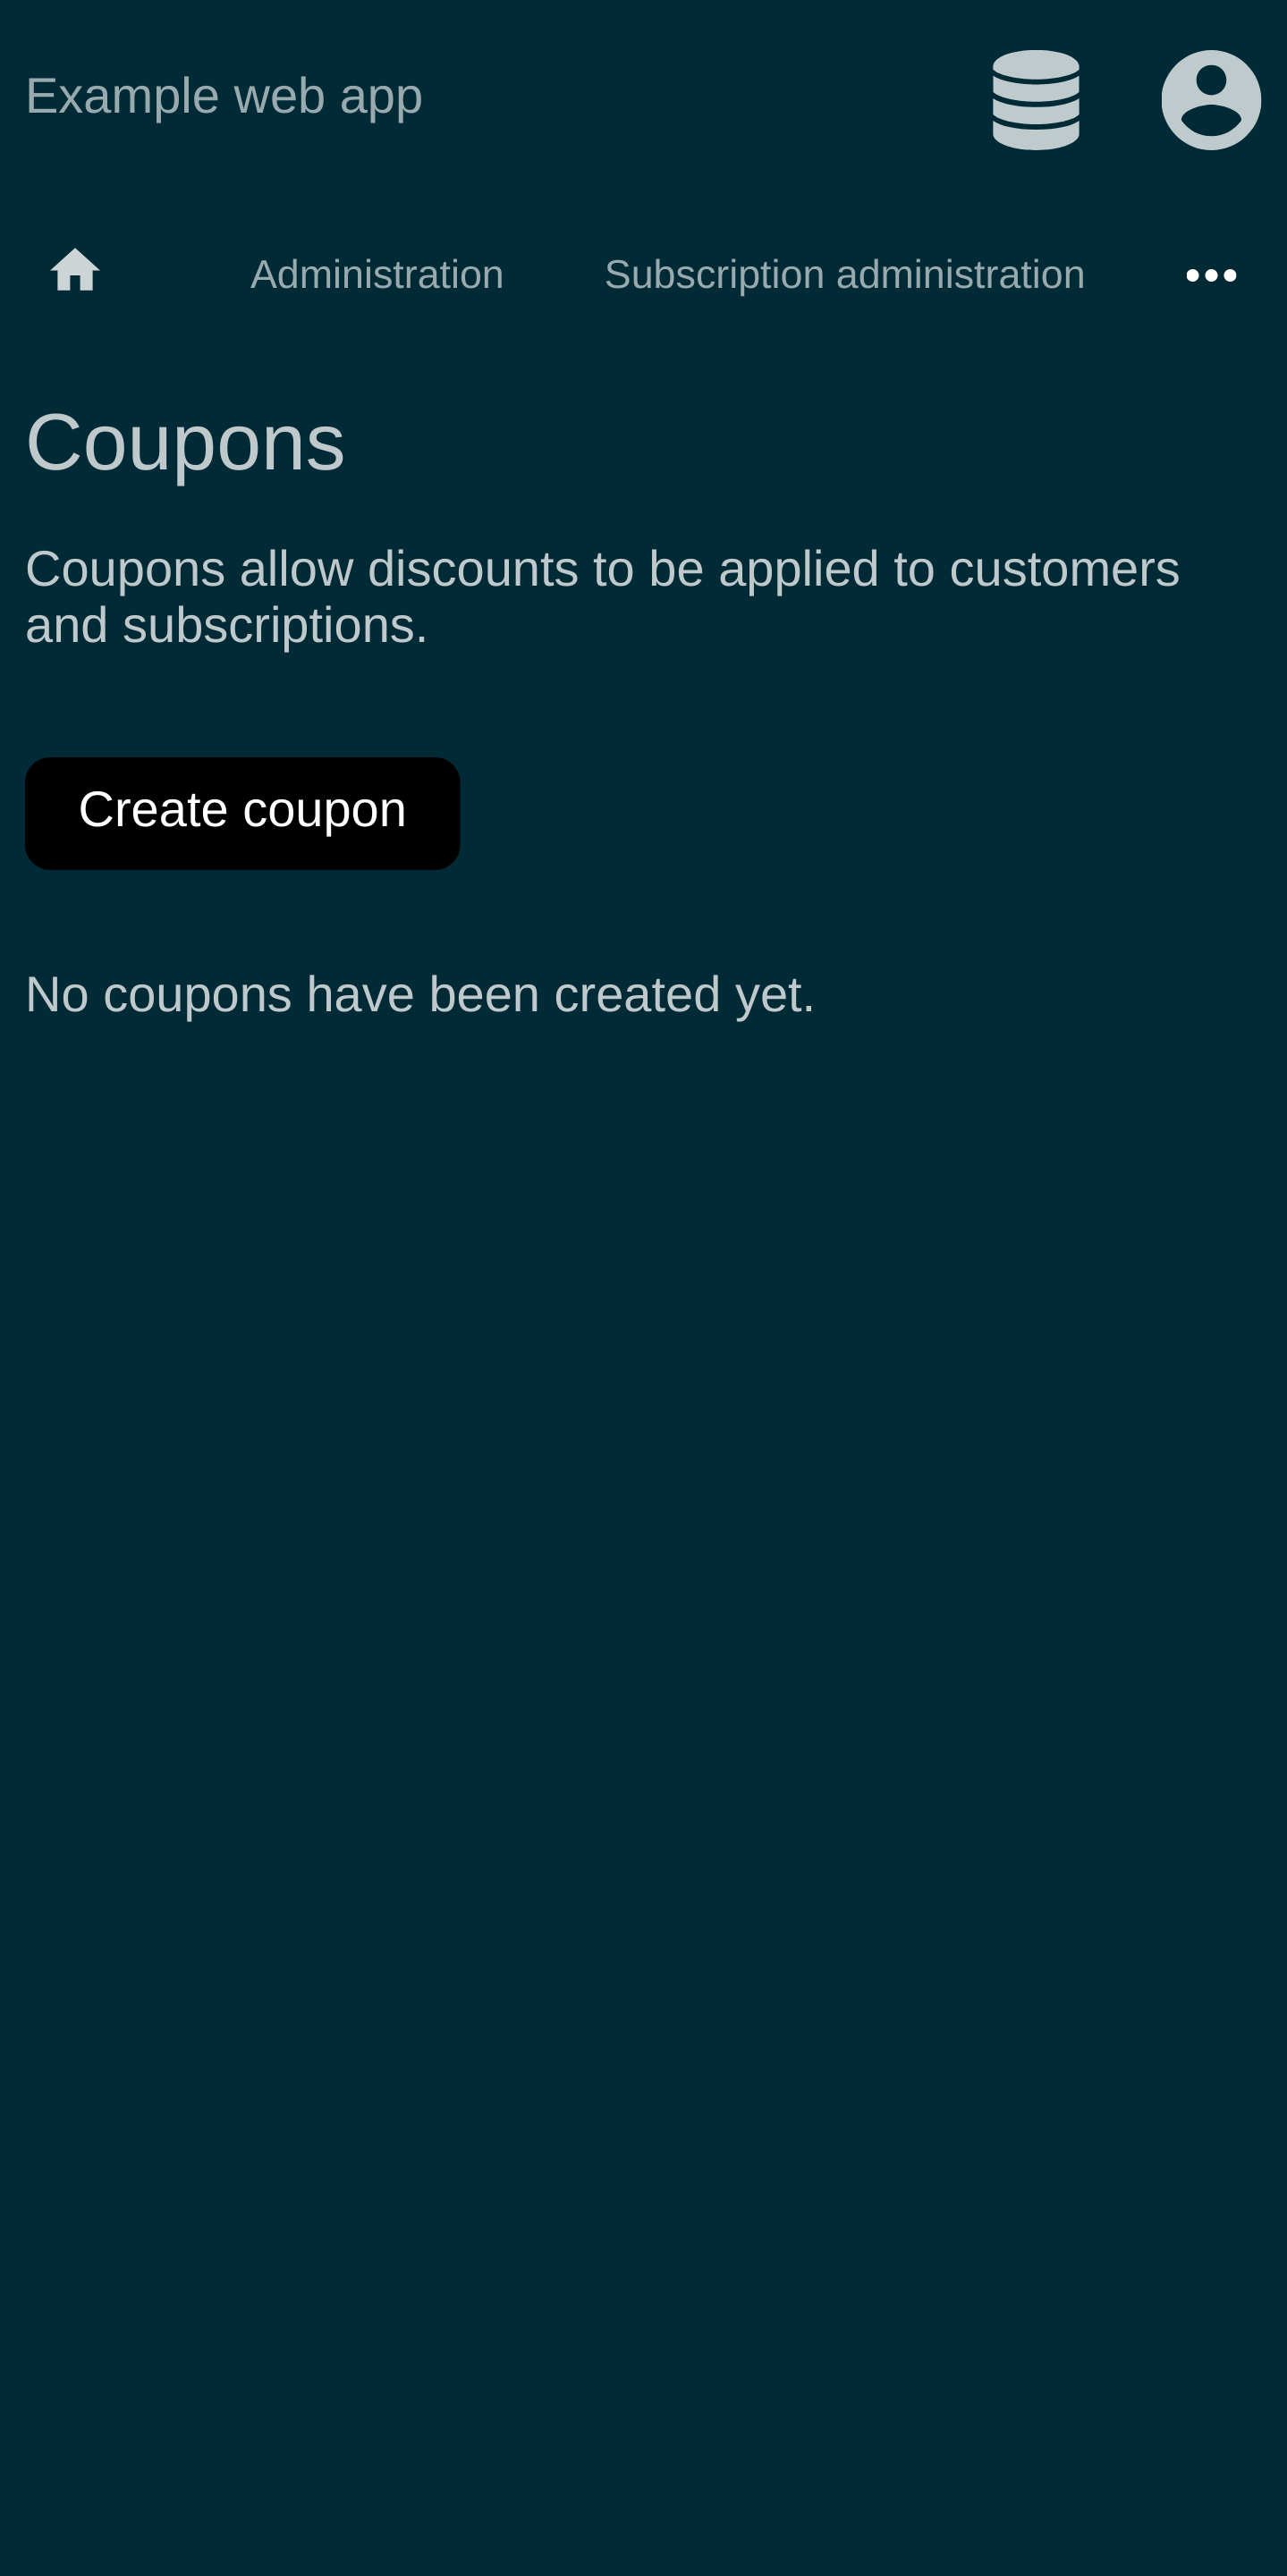 Example web app
Administration Subscription administration
Coupons
Coupons allow discounts to be applied to customers
and subscriptions.
Create coupon
No coupons have been created yet.